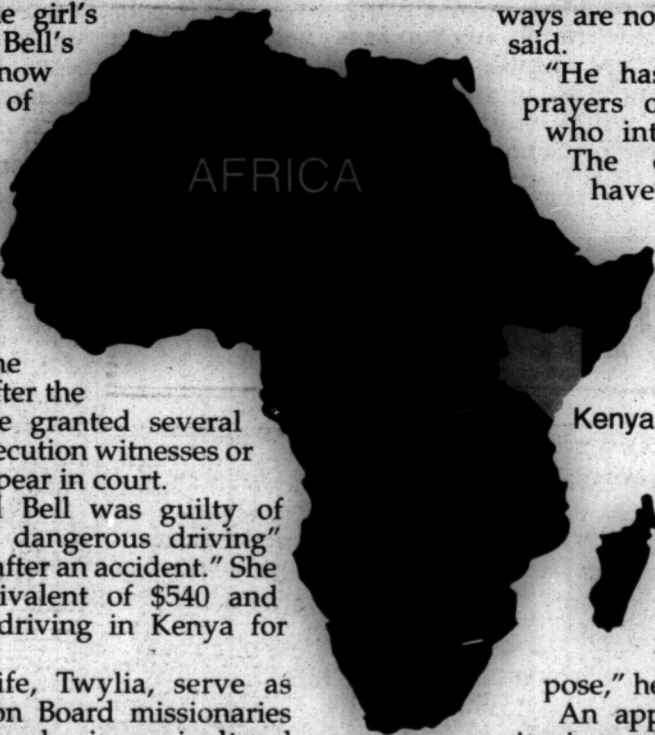 e girl's
Bell's
now
of
ne
fter the
e granted several
ecution witnesses or
pear in court.
Bell was guilty of
dangerous driving"
after an accident." She
ivalent of $540 and
driving in Kenya for
ife, Twylia, serve as
on Board missionaries
AFRICA
Kenya
ways are no
said.
"He has
prayers o
who int
The
have
pose," he
An app